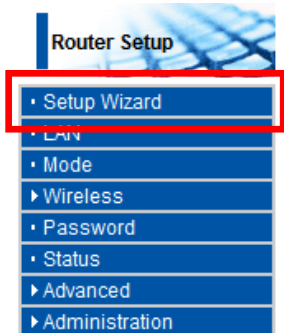 Router Setup
Setup Wizard
LAN
Mode
Wireless
Password
Status
Advanced
Administration